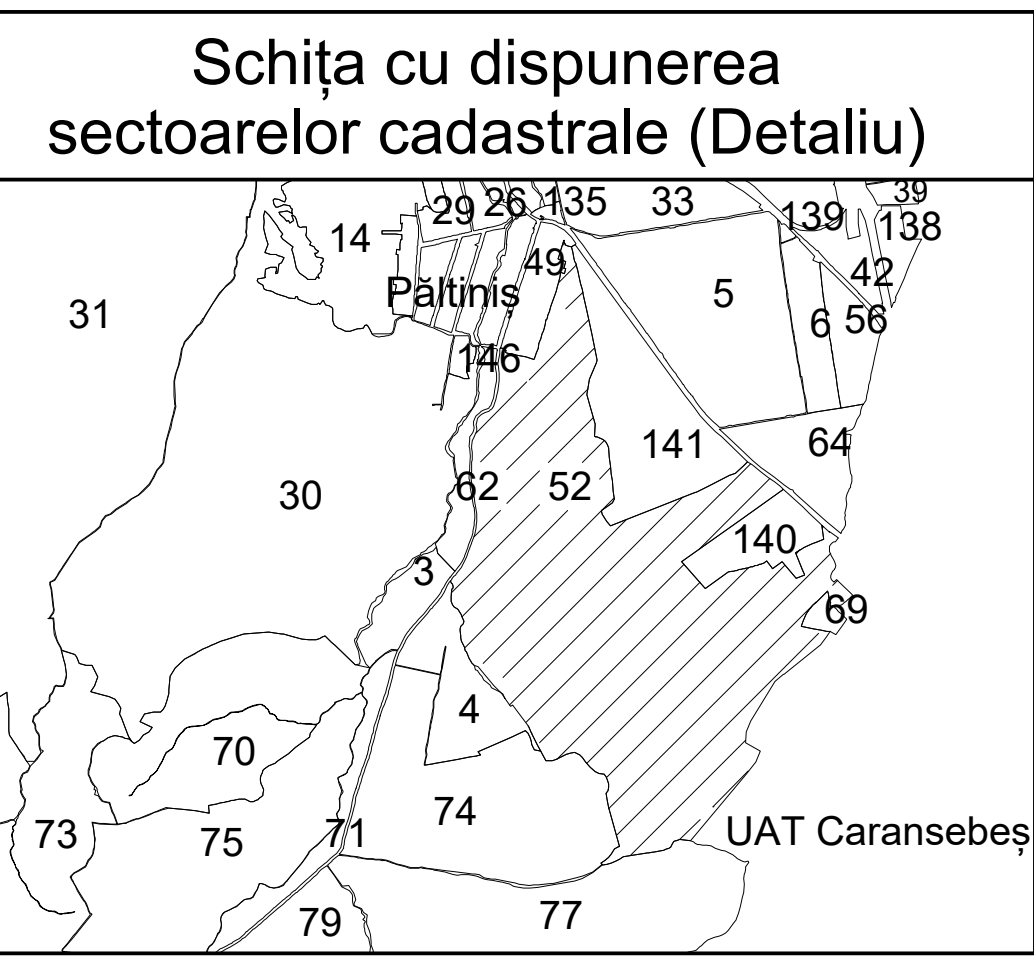 Schița cu dispunerea
sectoarelor cadastrale (Detaliu)
39
29 26 135 33 139
14 138
49 42
31 Păltiniș 5 6 56
146
141 64
30 62 52
140
3
69
4
70
74
73 75 71 UAT Caransebeș
79 77